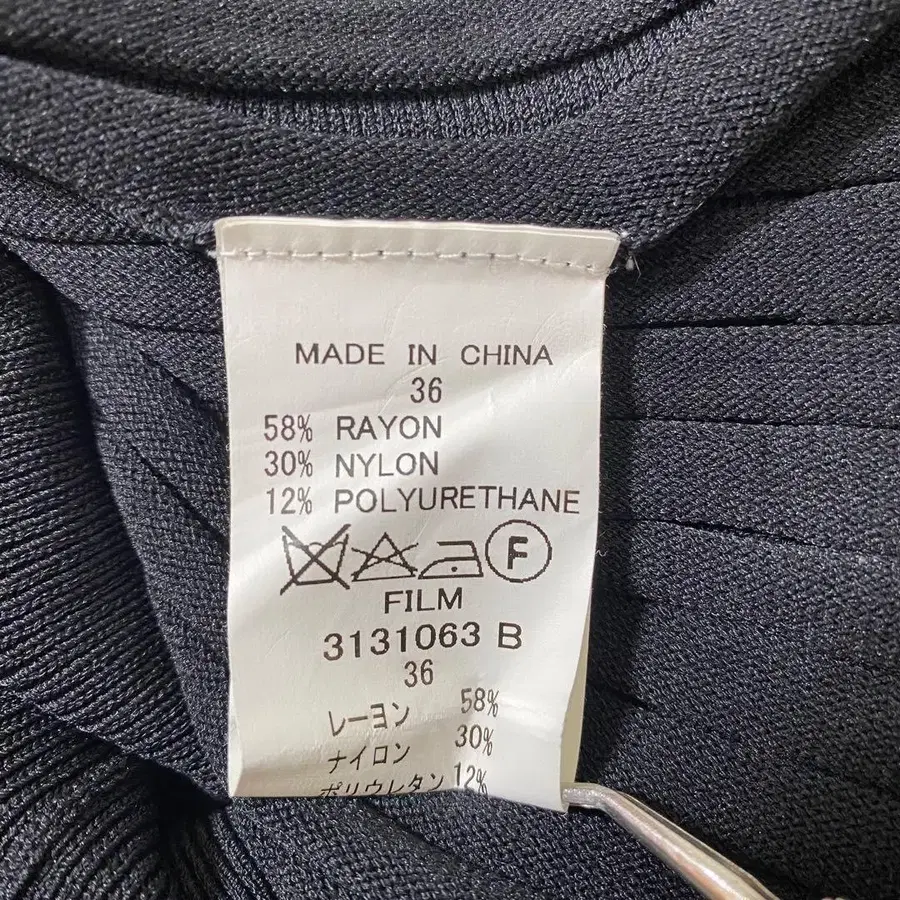 MADE IN CHINA
36
58% RAYON
30% NYLON
12% POLYURETHANE
F
FILM
3131063 B
36
レーヨン 58%
ナイロン 30%
ポリウレタン 12%